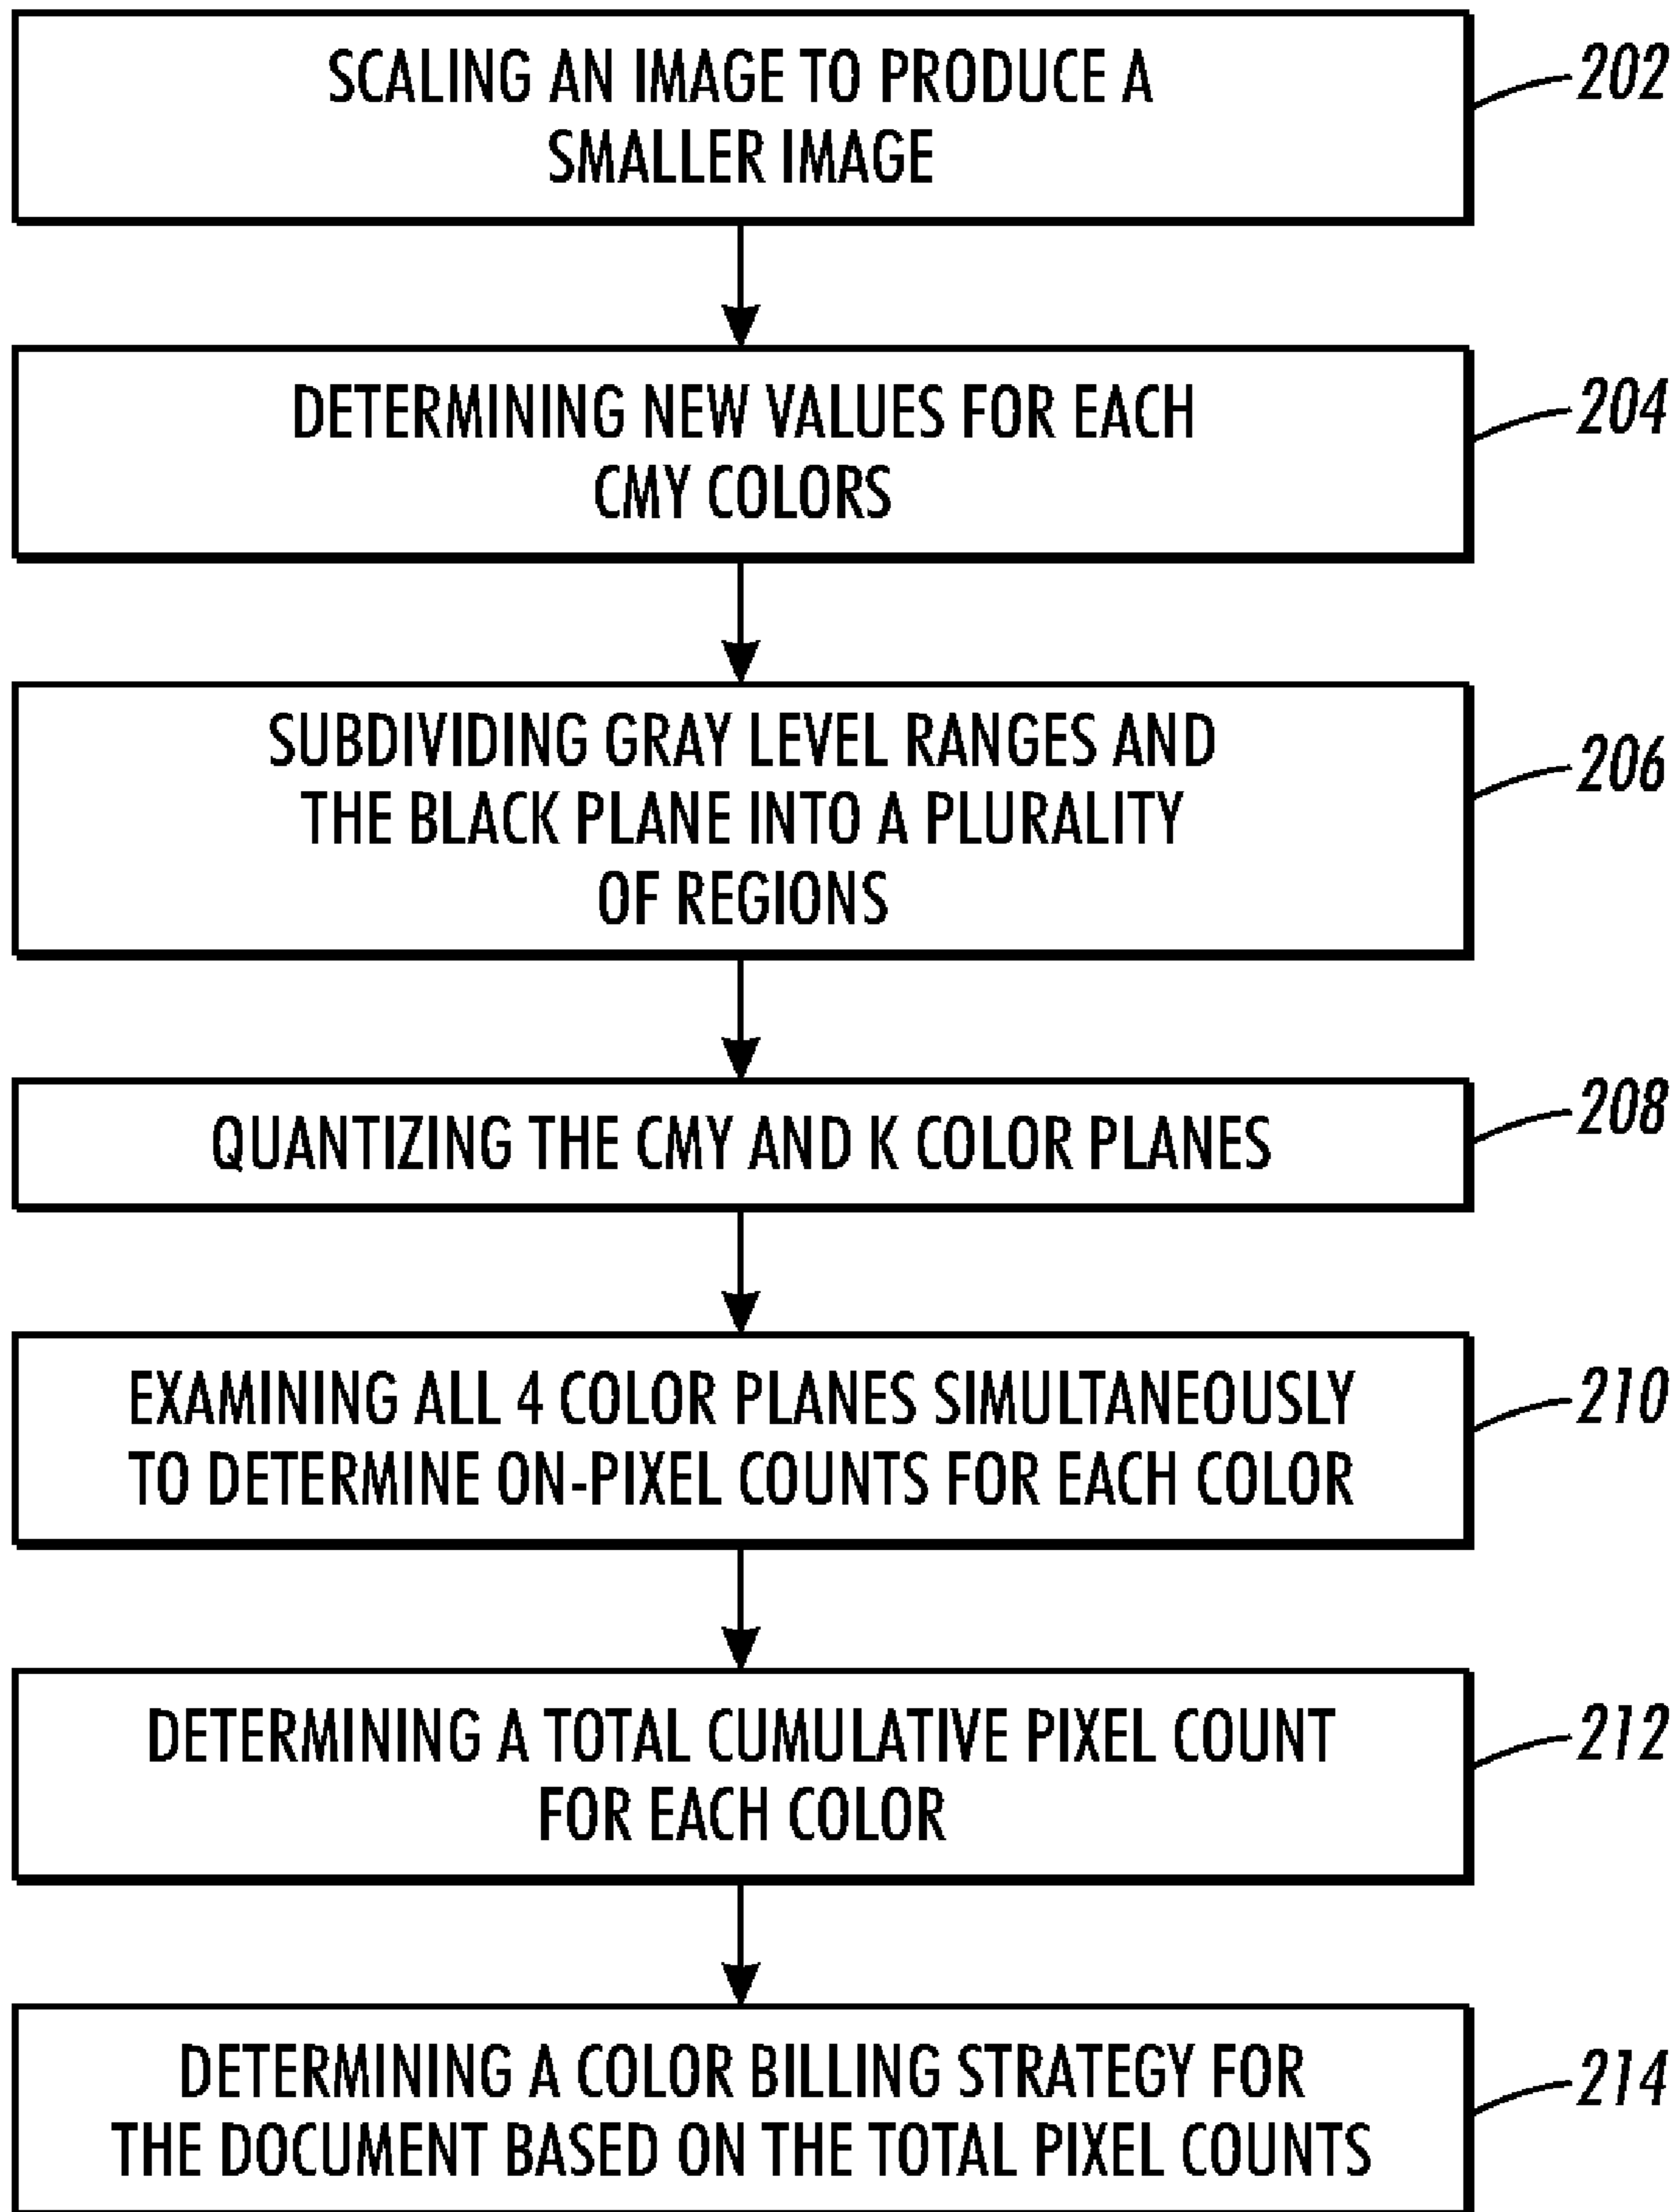 SCALING AN IMAGE TO PRODUCE A
SMALLER IMAGE
202
DETERMINING NEW VALUES FOR EACH
CMY COLORS
204
SUBDIVIDING GRAY LEVEL RANGES AND
THE BLACK PLANE INTO A PLURALITY
OF REGIONS
206
QUANTIZING THE CMY AND K COLOR PLANES
208
EXAMINING ALL 4 COLOR PLANES SIMULTANEOUSLY
TO DETERMINE ON-PIXEL COUNTS FOR EACH COLOR
210
DETERMINING A TOTAL CUMULATIVE PIXEL COUNT
FOR EACH COLOR
212
DETERMINING A COLOR BILLING STRATEGY FOR
THE DOCUMENT BASED ON THE TOTAL PIXEL COUNTS
214